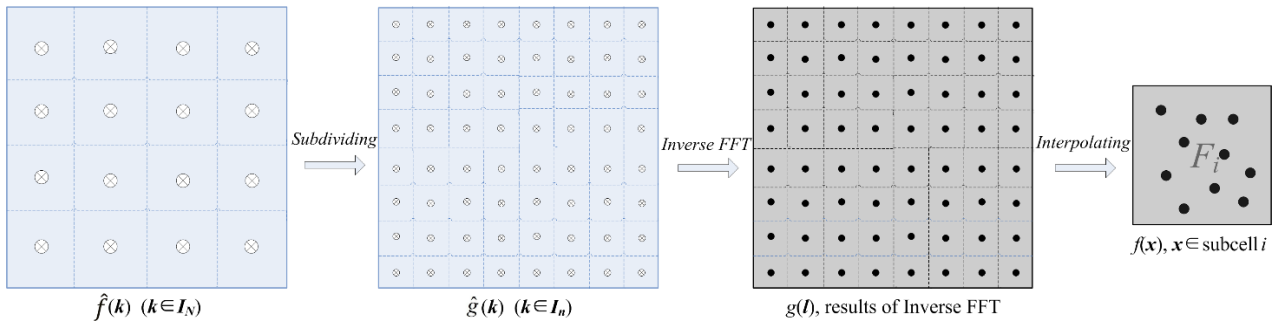 Subdividing
Inverse FFT
Interpolating
F_i
f̂(k) (k∈I_N)
ĝ(k) (k∈I_n)
g(l), results of Inverse FFT
f(x), x∈subcell i